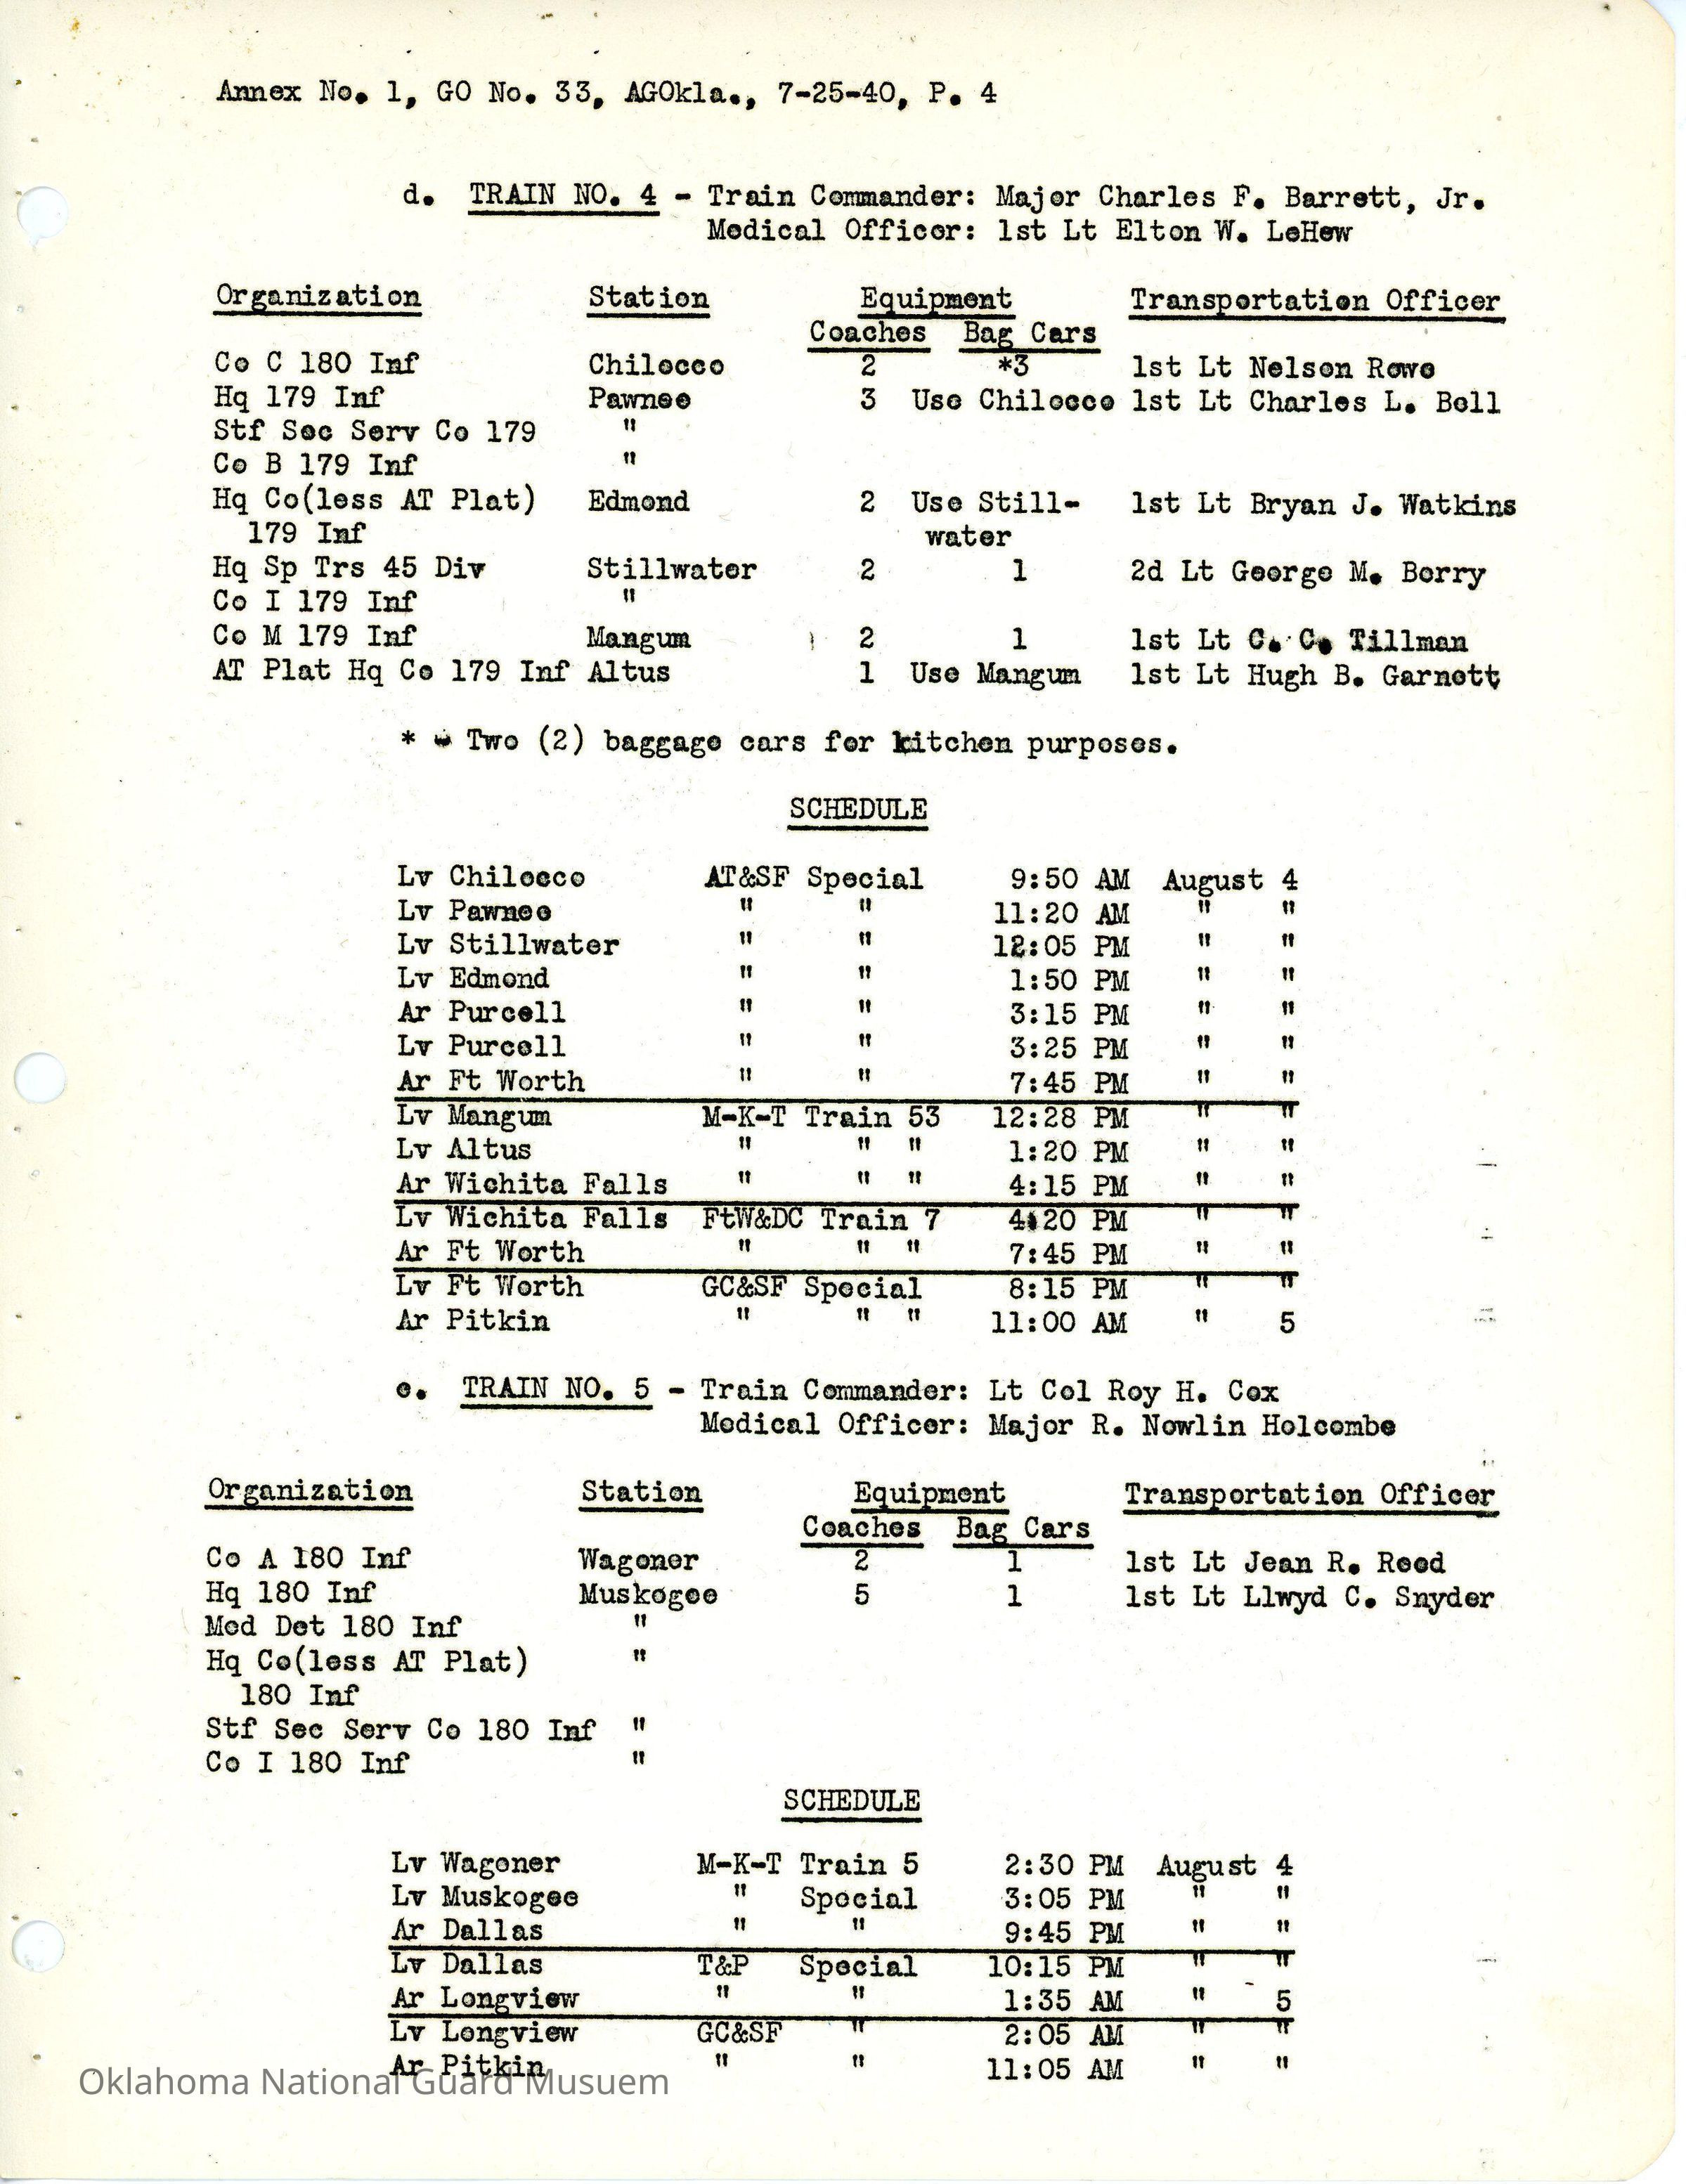 Annex No. 1, GO No. 33, AGOkla., 7-25-40, P. 4
d. TRAIN NO. 4 - Train Commander: Major Charles F. Barrett, Jr.
Medical Officer: 1st Lt Elton W. LeHew
Organization Station Equipment Transportation Officer
Coaches Bag Cars
Co C 180 Inf Chilocco 2 *3 1st Lt Nelson Rowe
Hq 179 Inf Pawnee 3 Use Chilocco 1st Lt Charles L. Bell
Stf Sec Serv Co 179 "
Co B 179 Inf "
Hq Co(less AT Plat) Edmond 2 Use Still- 1st Lt Bryan J. Watkins
179 Inf water
Hq Sp Trs 45 Div Stillwater 2 1 2d Lt George M. Berry
Co I 179 Inf "
Co M 179 Inf Mangum 2 1 1st Lt C. C. Tillman
AT Plat Hq Co 179 Inf Altus 1 Use Mangum 1st Lt Hugh B. Garnett
* - Two (2) baggage cars for kitchen purposes.
SCHEDULE
Lv Chilocco AT&SF Special 9:50 AM August 4
Lv Pawnee " " 11:20 AM " "
Lv Stillwater " " 12:05 PM " "
Lv Edmond " " 1:50 PM " "
Ar Purcell " " 3:15 PM " "
Lv Purcell " " 3:25 PM " "
Ar Ft Worth " " 7:45 PM " "
Lv Mangum M-K-T Train 53 12:28 PM " "
Lv Altus " " " 1:20 PM " "
Ar Wichita Falls " " " 4:15 PM " "
Lv Wichita Falls FtW&DC Train 7 4:20 PM " "
Ar Ft Worth " " " 7:45 PM " "
Lv Ft Worth GC&SF Special 8:15 PM " "
Ar Pitkin " " " 11:00 AM " 5
e. TRAIN NO. 5 - Train Commander: Lt Col Roy H. Cox
Medical Officer: Major R. Nowlin Holcombe
Organization Station Equipment Transportation Officer
Coaches Bag Cars
Co A 180 Inf Wagoner 2 1 1st Lt Jean R. Reed
Hq 180 Inf Muskogee 5 1 1st Lt Llwyd C. Snyder
Med Det 180 Inf "
Hq Co(less AT Plat) "
180 Inf
Stf Sec Serv Co 180 Inf "
Co I 180 Inf "
SCHEDULE
Lv Wagoner M-K-T Train 5 2:30 PM August 4
Lv Muskogee " Special 3:05 PM " "
Ar Dallas " " 9:45 PM " "
Lv Dallas T&P Special 10:15 PM " "
Ar Longview " " 1:35 AM " 5
Lv Longview GC&SF " 2:05 AM " "
Ar Pitkin " " 11:05 AM " "
Oklahoma National Guard Musuem